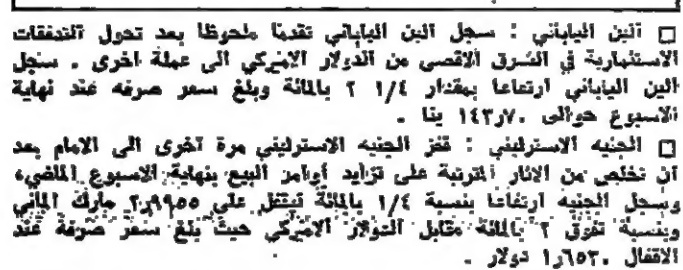 □ الين الياباني : سجل الين الياباني تقدما ملحوظا بعد تحول التدفقات
الاستثمارية في الشرق الاقصى من الدولار الاميركي الى عملة اخرى . سجل
الين الياباني ارتفاعا بمقدار ١/٤ ٢ بالمائة وبلغ سعر صرفه عند نهاية
الاسبوع حوالى ١٤٣٫٧٠ ينا .
□ الجنيه الاسترليني : قفز الجنيه الاسترليني مرة اخرى الى الامام بعد
ان تخلص من الاثار المترتبة على تزايد أوامر البيع بنهاية الاسبوع الماضي،
وسجل الجنيه ارتفاعا بنسبة ١/٤ بالمائة ليقفل على ٢٫٩٩٥٥ مارك الماني
وبنسبة تفوق ٢ بالمائة مقابل الدولار الاميركي حيث بلغ سعر صرفه عند
الاقفال ١٫٦٥٣٠ دولار .